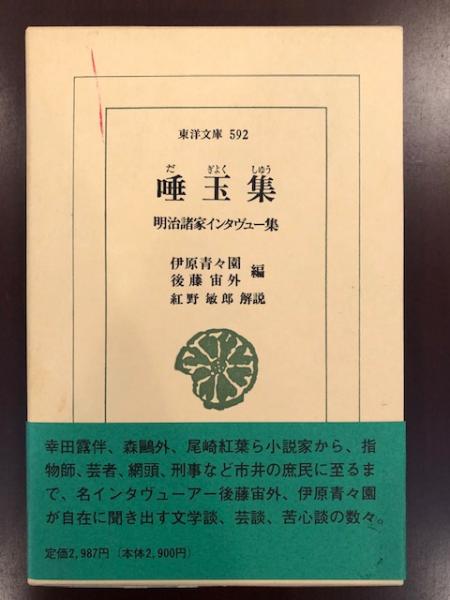 東洋文庫 592
だ ぎよく しゆう
唾玉集
明治諸家インタヴュー集
伊原青々園
後藤宙外 編
紅野敏郎 解説
幸田露伴、森鷗外、尾崎紅葉ら小説家から、指
物師、芸者、網頭、刑事など市井の庶民に至るま
で、名インタヴューアー後藤宙外、伊原青々園
が自在に聞き出す文学談、芸談、苦心談の数々。
定価2,987円（本体2,900円）